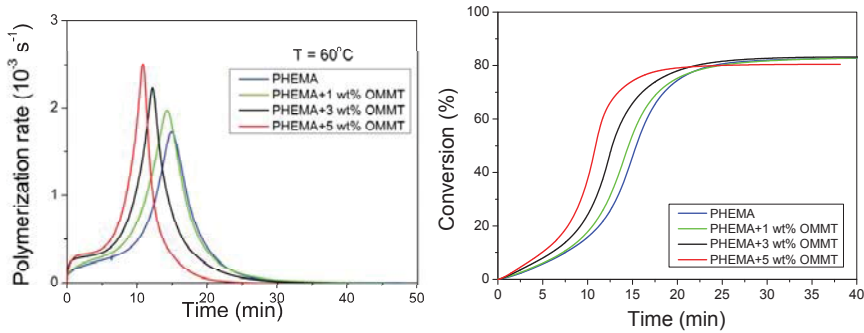 Polymerization rate (10⁻³ s⁻¹)
3
2
1
0
T = 60°C
PHEMA
PHEMA+1 wt% OMMT
PHEMA+3 wt% OMMT
PHEMA+5 wt% OMMT
0 10 20 30 40 50
Time (min)
Conversion (%)
100
80
60
40
20
0
PHEMA
PHEMA+1 wt% OMMT
PHEMA+3 wt% OMMT
PHEMA+5 wt% OMMT
0 5 10 15 20 25 30 35 40
Time (min)